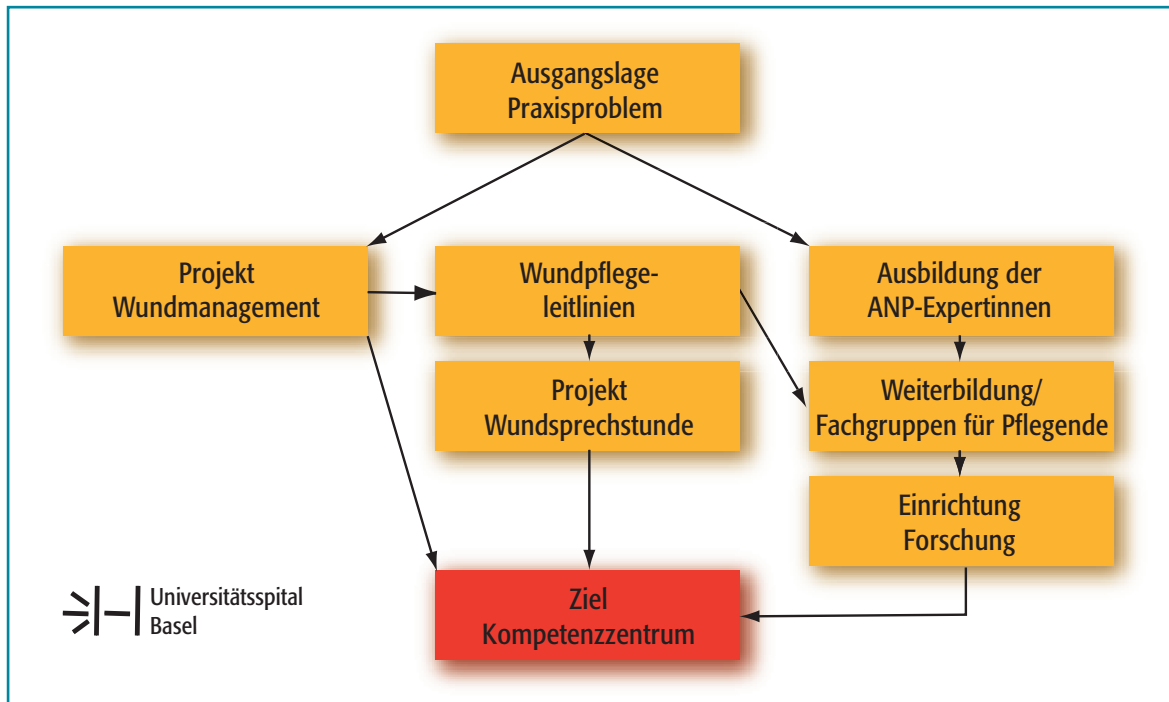 Ausgangslage
Praxisproblem
Projekt
Wundmanagement
Wundpflege-
leitlinien
Ausbildung der
ANP-Expertinnen
Projekt
Wundsprechstunde
Weiterbildung/
Fachgruppen für Pflegende
Einrichtung
Forschung
Ziel
Kompetenzzentrum
Universitätsspital
Basel